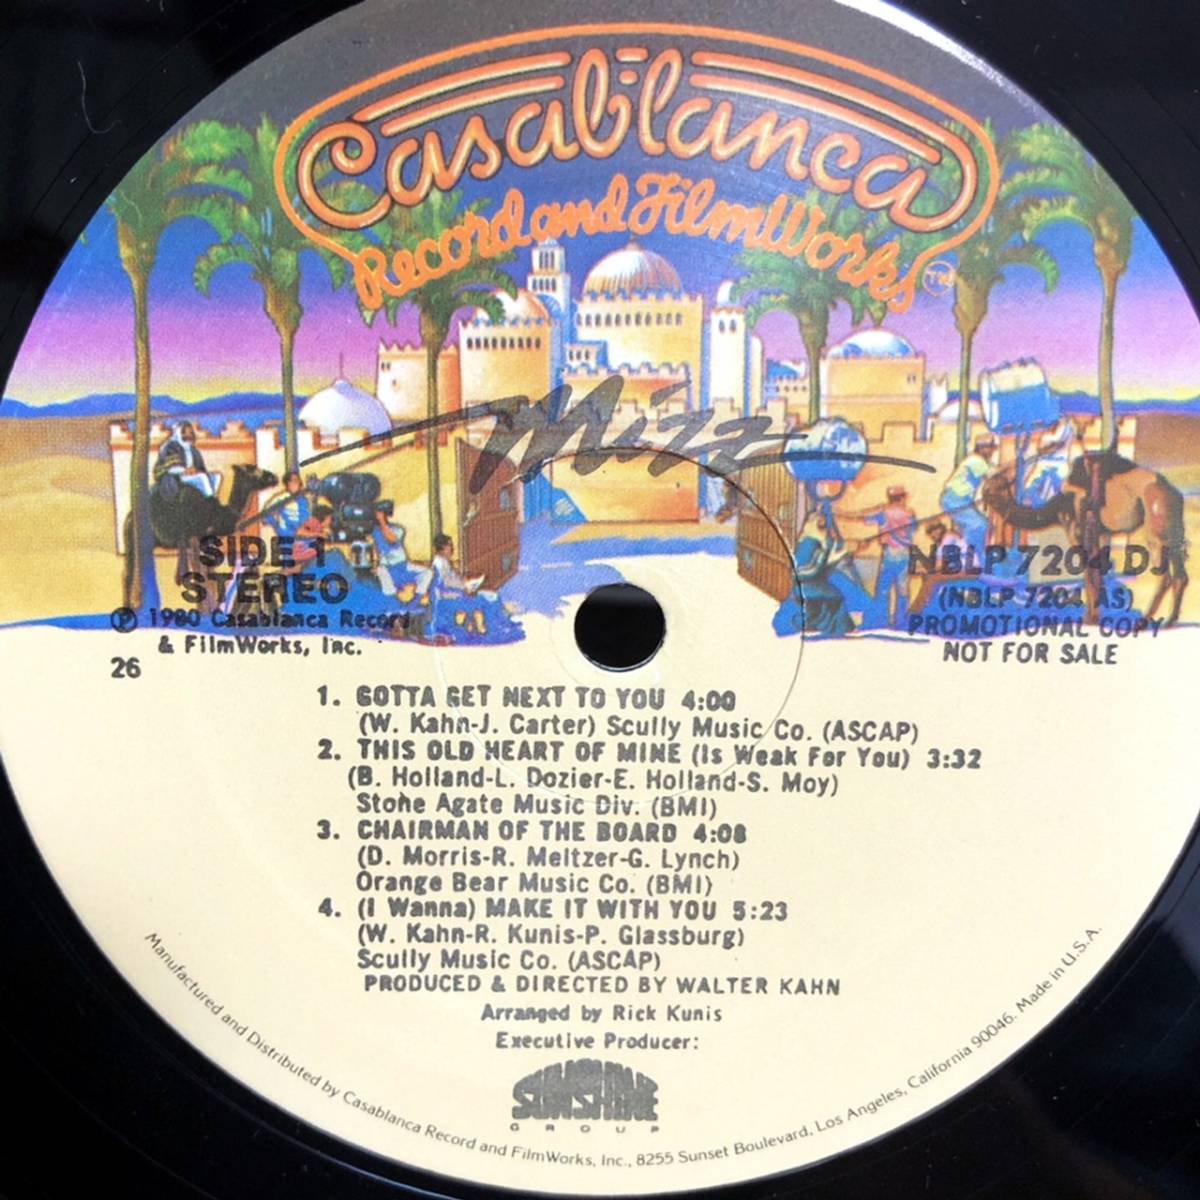 Casablanca
Record and FilmWorks TM
Mizz
SIDE 1
STEREO
℗ 1980 Casablanca Record
& FilmWorks, Inc.
26
NBLP 7204 DJ
(NBLP 7204 AS)
PROMOTIONAL COPY
NOT FOR SALE
1. GOTTA GET NEXT TO YOU 4:00
(W. Kahn-J. Carter) Scully Music Co. (ASCAP)
2. THIS OLD HEART OF MINE (Is Weak For You) 3:32
(B. Holland-L. Dozier-E. Holland-S. Moy)
Stone Agate Music Div. (BMI)
3. CHAIRMAN OF THE BOARD 4:08
(D. Morris-R. Meltzer-G. Lynch)
Orange Bear Music Co. (BMI)
4. (I Wanna) MAKE IT WITH YOU 5:23
(W. Kahn-R. Kunis-P. Glassburg)
Scully Music Co. (ASCAP)
PRODUCED & DIRECTED BY WALTER KAHN
Arranged by Rick Kunis
Executive Producer:
SUNSHINE
GROUP
Manufactured and Distributed by Casablanca Record and FilmWorks, Inc., 8255 Sunset Boulevard, Los Angeles, California 90046. Made in U.S.A.